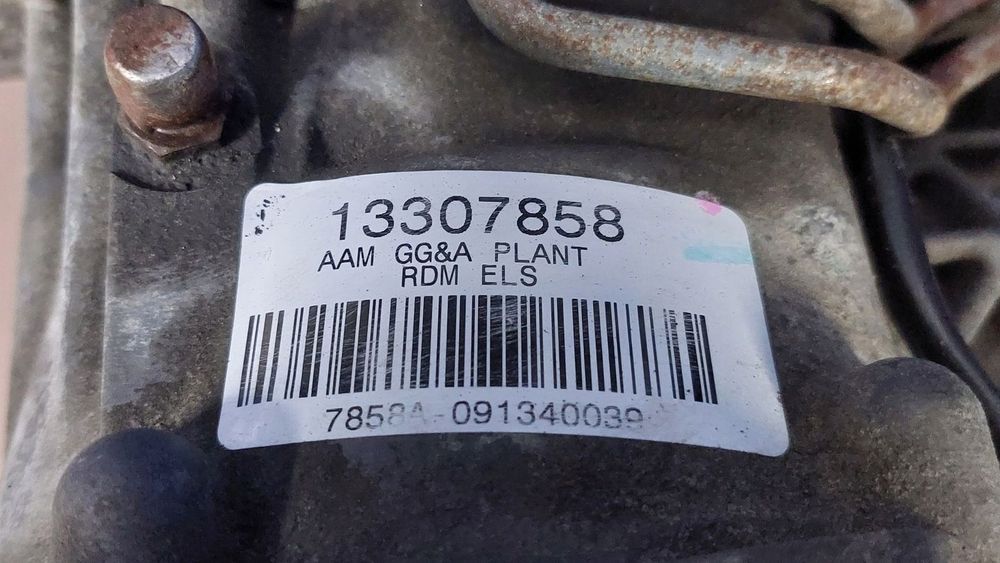 13307858
AAM GG&A PLANT
RDM ELS
7858A-091340039